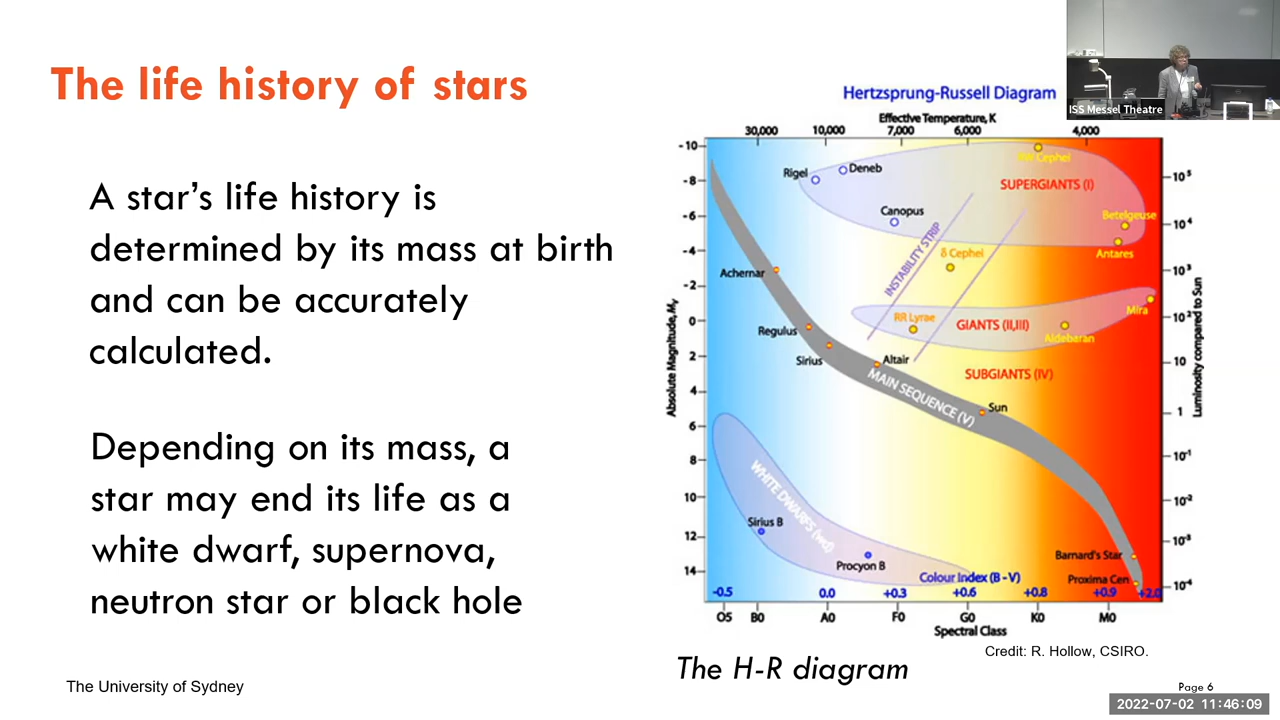 The life history of stars
A star’s life history is
determined by its mass at birth
and can be accurately
calculated.
Depending on its mass, a
star may end its life as a
white dwarf, supernova,
neutron star or black hole
The University of Sydney
ISS Messel Theatre
Hertzsprung-Russell Diagram
Effective Temperature, K
30,000 10,000 7,000 6,000 4,000
Absolute Magnitude, Mv
-10
-8
-6
-4
-2
0
2
4
6
8
10
12
14
Luminosity compared to Sun
10⁵
10⁴
10³
10²
10
1
10⁻¹
10⁻²
10⁻³
10⁻⁴
Cephei
Rigel
Deneb
SUPERGIANTS (I)
Canopus
Betelgeuse
INSTABILITY STRIP
δ Cephei
Antares
Achernar
Mira
RR Lyrae
GIANTS (II,III)
Regulus
Aldebaran
Sirius
Altair
SUBGIANTS (IV)
MAIN SEQUENCE (V)
Sun
WHITE DWARFS (wd)
Sirius B
Procyon B
Barnard's Star
Proxima Cen
Colour Index (B - V)
-0.5 0.0 +0.3 +0.6 +0.8 +0.9 +2.0
O5 B0 A0 F0 G0 K0 M0
Spectral Class
Credit: R. Hollow, CSIRO.
The H-R diagram
Page 6
2022-07-02 11:46:09